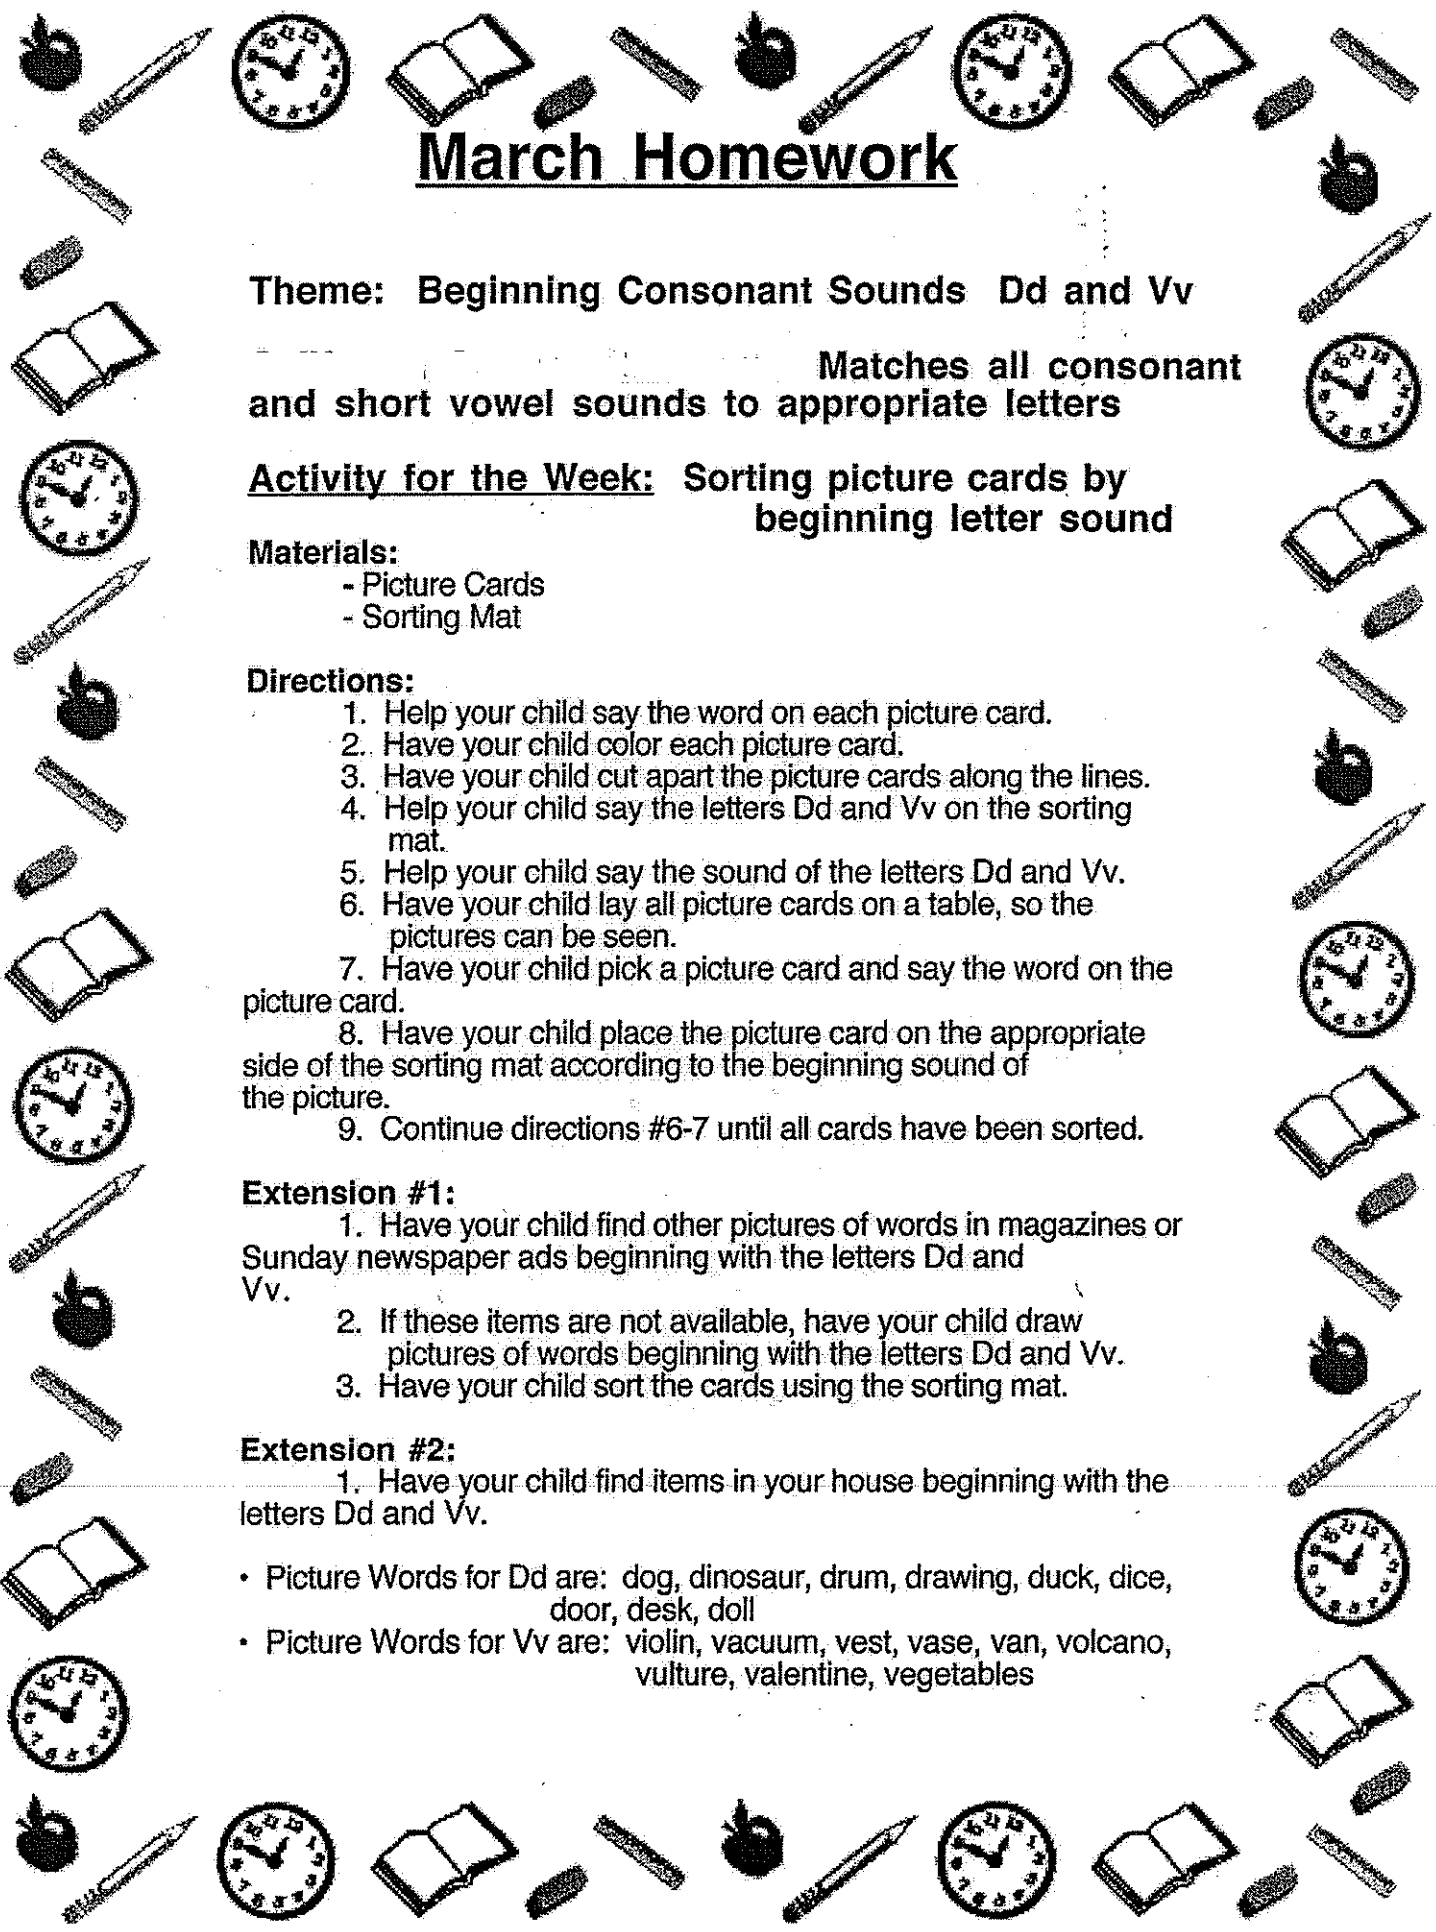 March Homework
Theme: Beginning Consonant Sounds Dd and Vv
Matches all consonant
and short vowel sounds to appropriate letters
Activity for the Week: Sorting picture cards by
beginning letter sound
Materials:
- Picture Cards
- Sorting Mat
Directions:
1. Help your child say the word on each picture card.
2. Have your child color each picture card.
3. Have your child cut apart the picture cards along the lines.
4. Help your child say the letters Dd and Vv on the sorting
mat.
5. Help your child say the sound of the letters Dd and Vv.
6. Have your child lay all picture cards on a table, so the
pictures can be seen.
7. Have your child pick a picture card and say the word on the
picture card.
8. Have your child place the picture card on the appropriate
side of the sorting mat according to the beginning sound of
the picture.
9. Continue directions #6-7 until all cards have been sorted.
Extension #1:
1. Have your child find other pictures of words in magazines or
Sunday newspaper ads beginning with the letters Dd and
Vv.
2. If these items are not available, have your child draw
pictures of words beginning with the letters Dd and Vv.
3. Have your child sort the cards using the sorting mat.
Extension #2:
1. Have your child find items in your house beginning with the
letters Dd and Vv.
• Picture Words for Dd are: dog, dinosaur, drum, drawing, duck, dice,
door, desk, doll
• Picture Words for Vv are: violin, vacuum, vest, vase, van, volcano,
vulture, valentine, vegetables